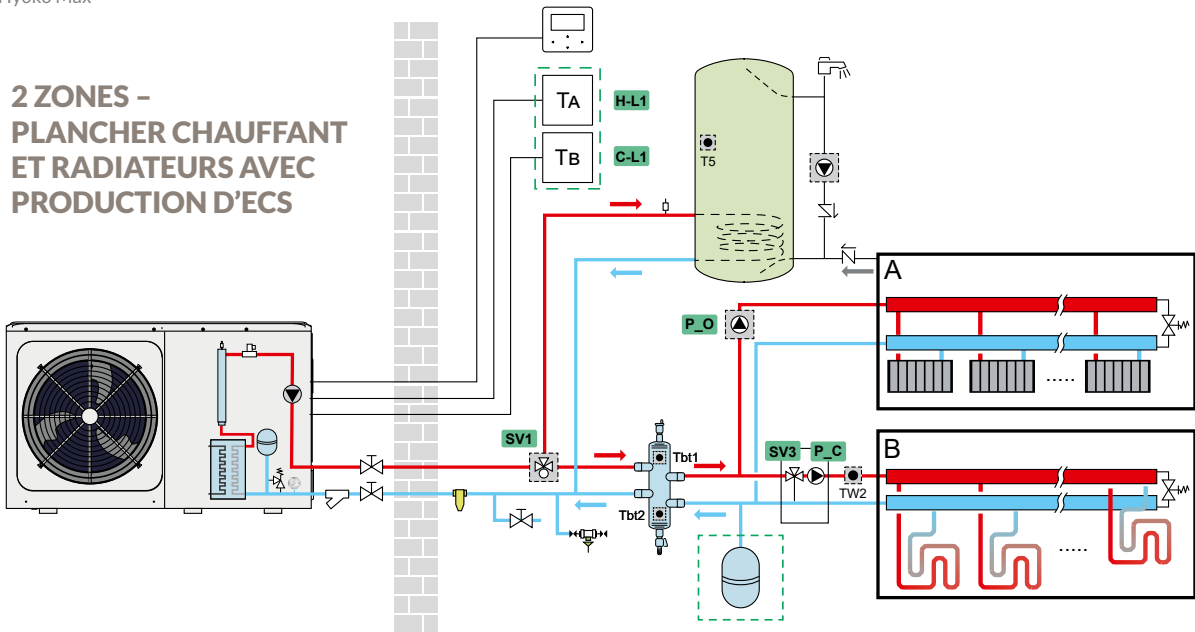 2 ZONES –
PLANCHER CHAUFFANT
ET RADIATEURS AVEC
PRODUCTION D'ECS
TA
H-L1
TB
C-L1
T5
A
P_O
SV1
Tbt1
Tbt2
SV3
P_C
TW2
B